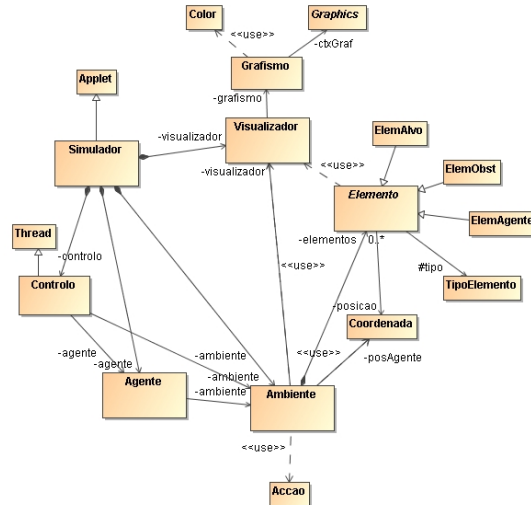 Color
Graphics
<<use>>
-ctxGraf
Grafismo
Applet
-grafismo
ElemAlvo
-visualizador
Visualizador
Simulador
<<use>>
-visualizador
ElemObst
Elemento
ElemAgente
Thread
-controlo
-elementos 0..*
<<use>>
#tipo
Controlo
TipoElemento
-posicao
Coordenada
-agente
-ambiente
<<use>>
-posAgente
-agente
-ambiente
Agente
-ambiente
Ambiente
<<use>>
Accao